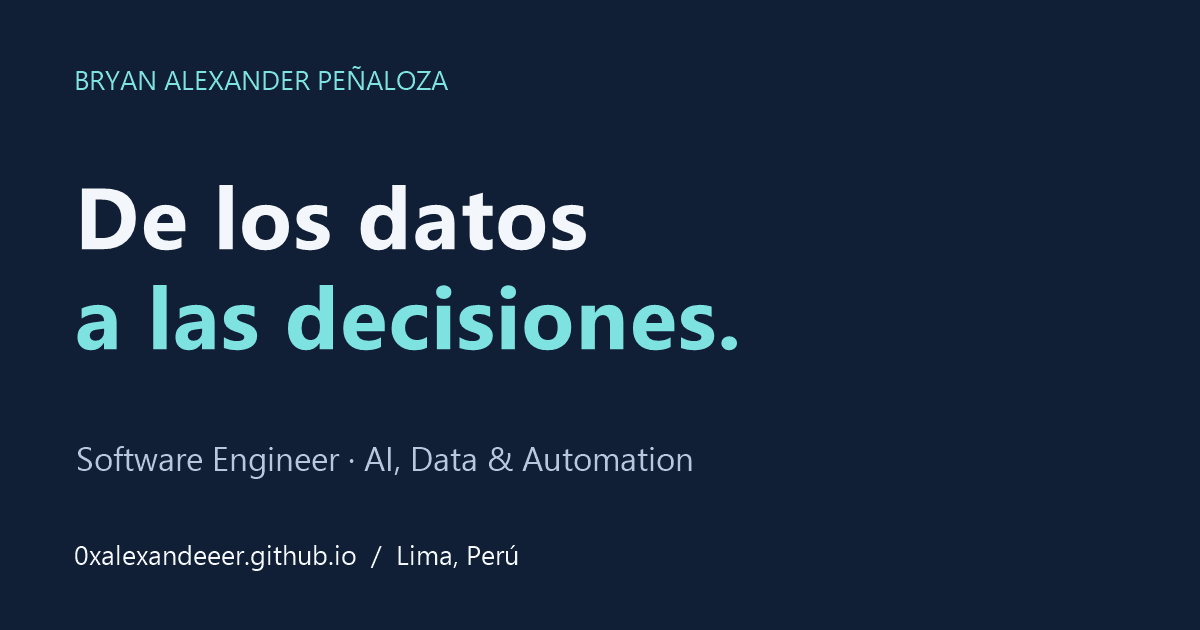 BRYAN ALEXANDER PEÑALOZA
De los datos
a las decisiones.
Software Engineer · AI, Data & Automation
0xalexandeeer.github.io / Lima, Perú